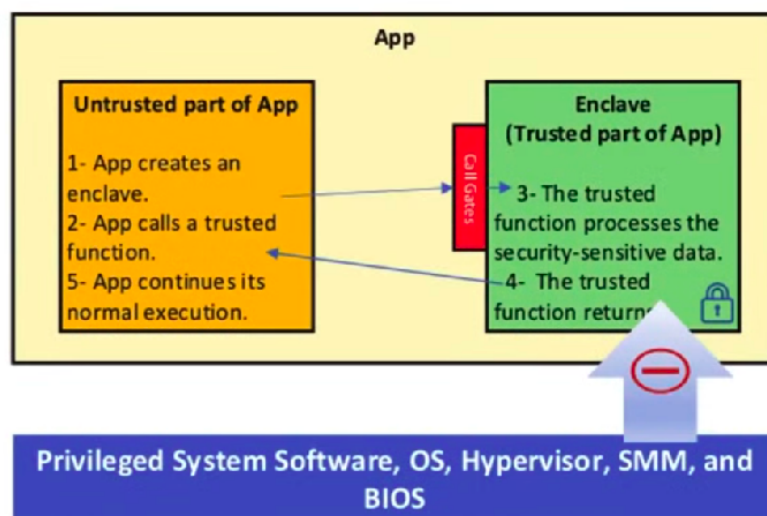 App
Untrusted part of App
1- App creates an
enclave.
2- App calls a trusted
function.
5- App continues its
normal execution.
Call Gates
Enclave
(Trusted part of App)
3- The trusted
function processes the
security-sensitive data.
4- The trusted
function returns
Privileged System Software, OS, Hypervisor, SMM, and
BIOS